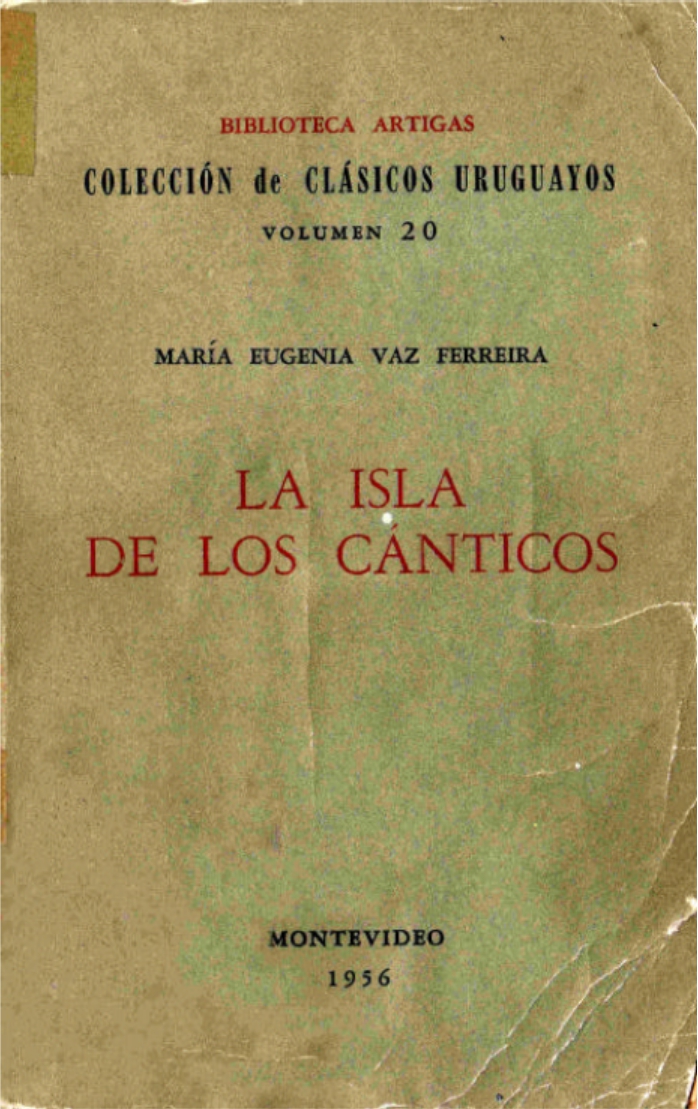 BIBLIOTECA ARTIGAS
COLECCIÓN de CLÁSICOS URUGUAYOS
VOLUMEN 20
MARÍA EUGENIA VAZ FERREIRA
LA ISLA
DE LOS CÁNTICOS
MONTEVIDEO
1956